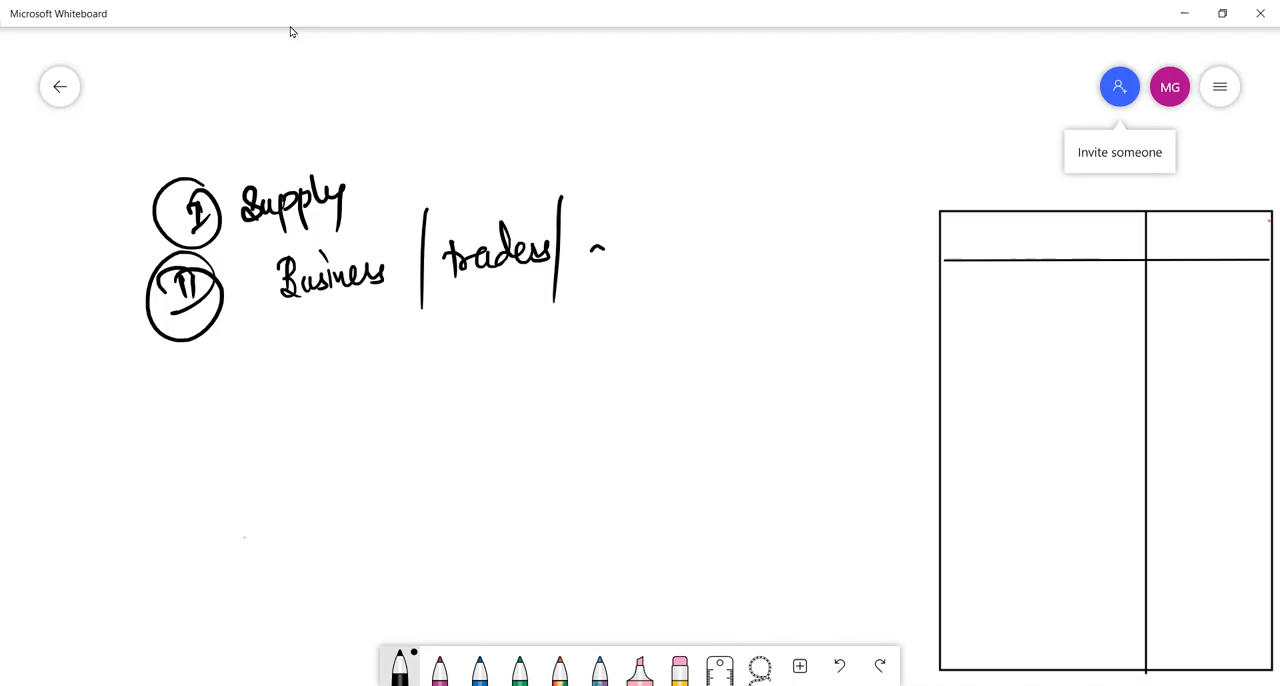 Microsoft Whiteboard
MG
Invite someone
I Supply
II Business | traders |